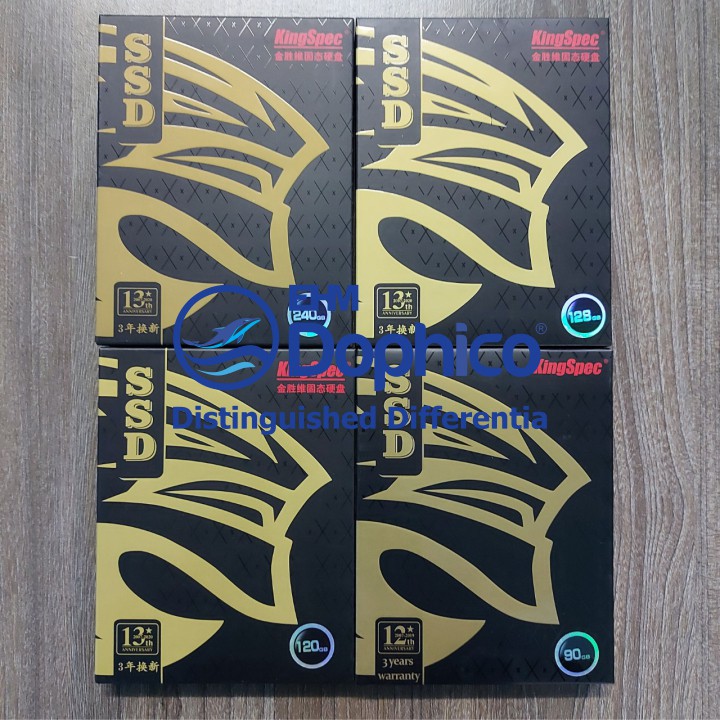 SSD
KingSpec®
金胜维固态硬盘
13th
ANNIVERSARY
3年换新
240GB
SSD
KingSpec®
金胜维固态硬盘
13th
ANNIVERSARY
3年换新
128GB
EHM
Dophico®
Distinguished Differentia
SSD
金胜维固态硬盘
13th
ANNIVERSARY
3年换新
120GB
SSD
KingSpec®
12th
2007-2019
ANNIVERSARY
3 years
warranty
90GB